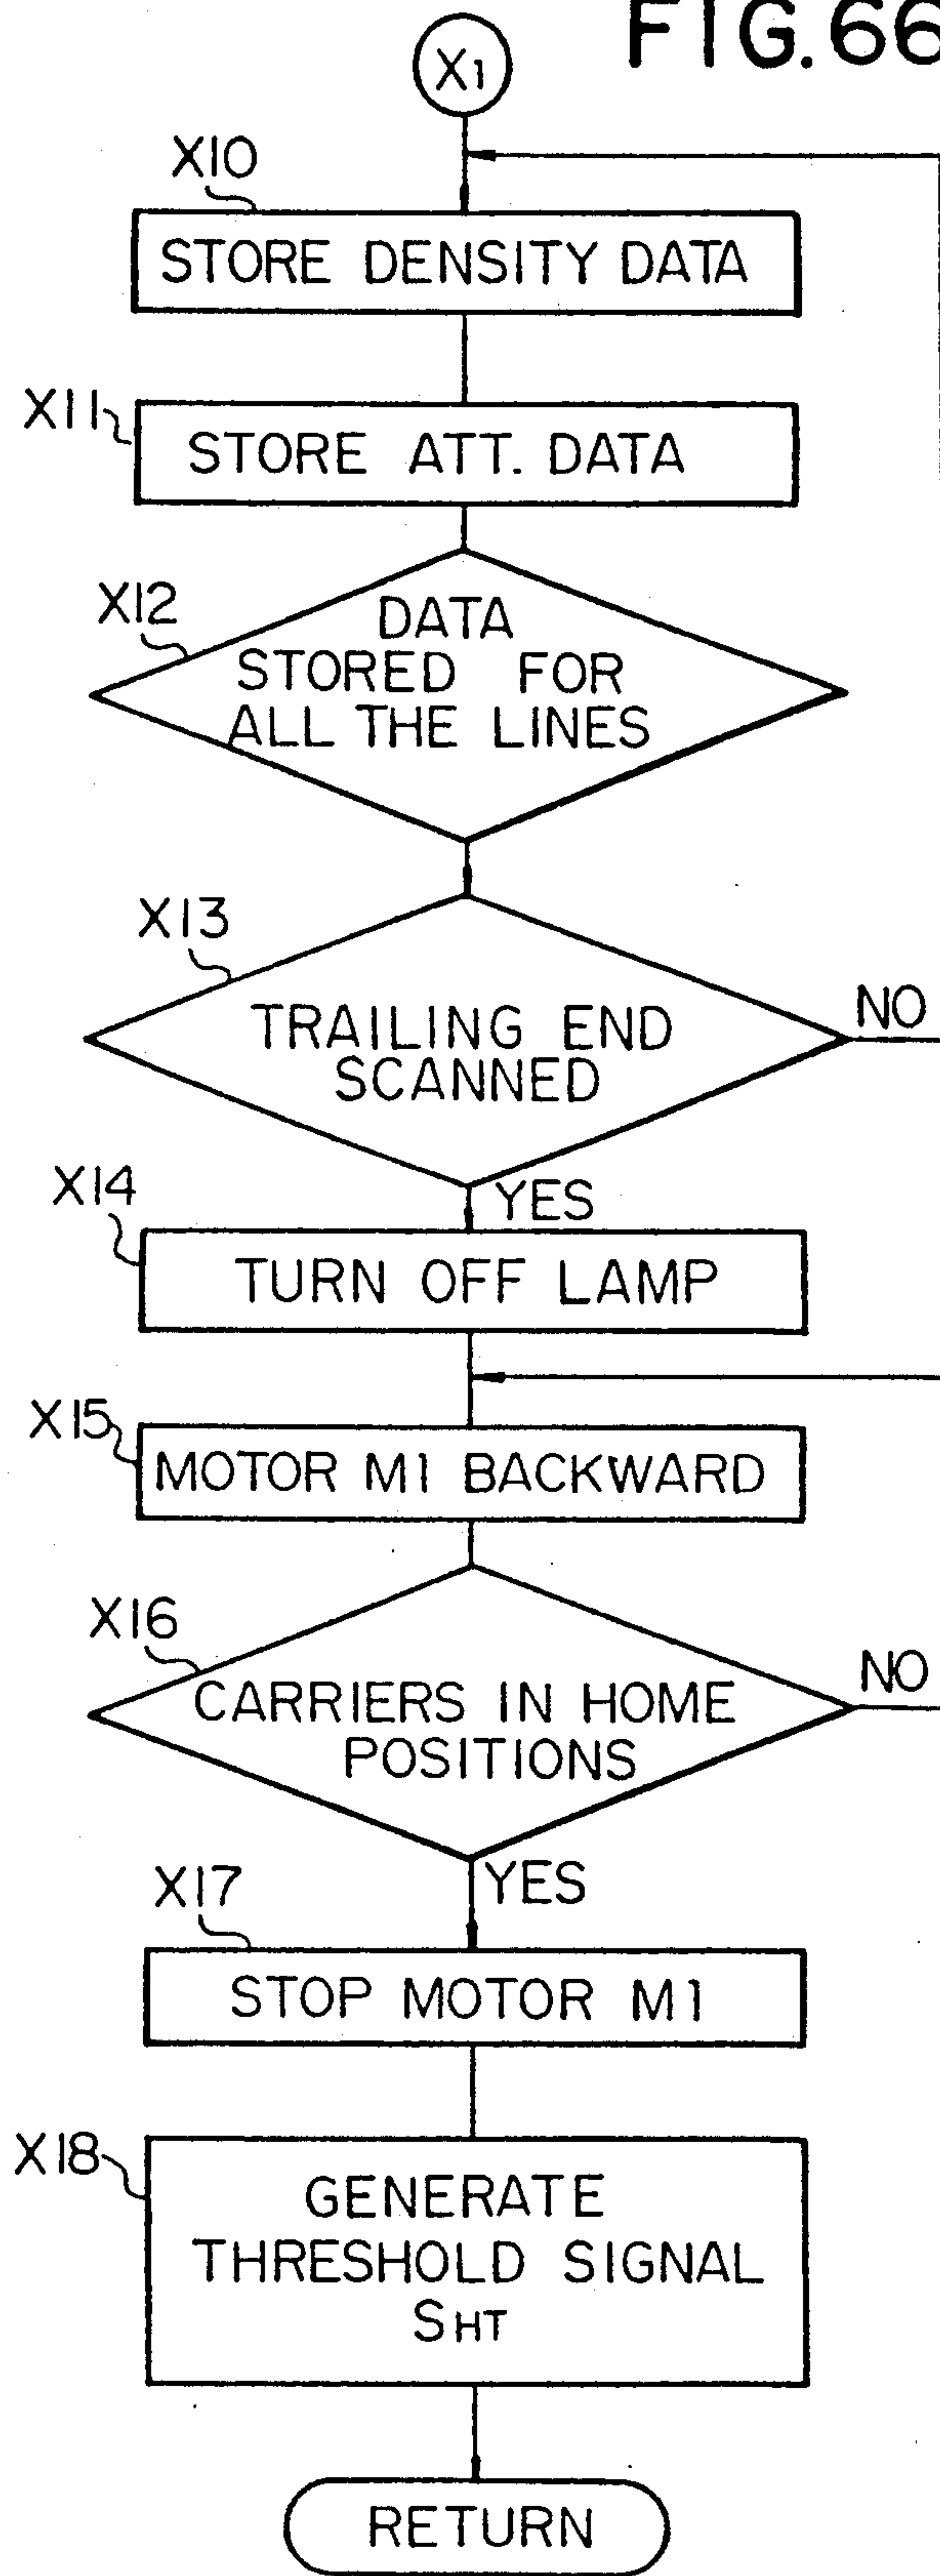 FIG.66
X1
X10
STORE DENSITY DATA
X11
STORE ATT. DATA
X12
DATA
STORED FOR
ALL THE LINES
X13
TRAILING END
SCANNED
NO
YES
X14
TURN OFF LAMP
X15
MOTOR M1 BACKWARD
X16
CARRIERS IN HOME
POSITIONS
NO
YES
X17
STOP MOTOR M1
X18
GENERATE
THRESHOLD SIGNAL
SHT
RETURN